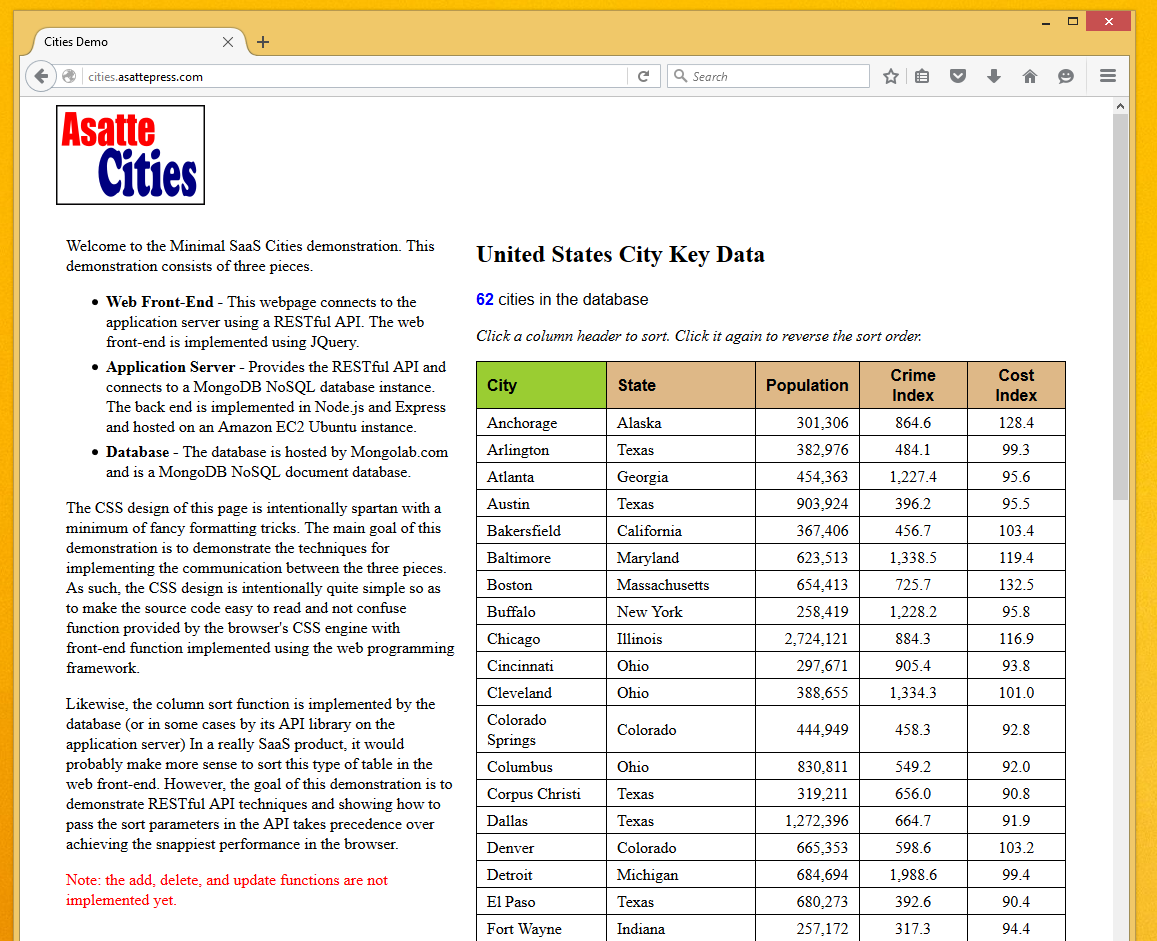 Cities Demo
cities.asattepress.com
Search
Asatte
Cities
Welcome to the Minimal SaaS Cities demonstration. This
demonstration consists of three pieces.
• Web Front-End - This webpage connects to the
application server using a RESTful API. The web
front-end is implemented using JQuery.
• Application Server - Provides the RESTful API and
connects to a MongoDB NoSQL database instance.
The back end is implemented in Node.js and Express
and hosted on an Amazon EC2 Ubuntu instance.
• Database - The database is hosted by Mongolab.com
and is a MongoDB NoSQL document database.
The CSS design of this page is intentionally spartan with a
minimum of fancy formatting tricks. The main goal of this
demonstration is to demonstrate the techniques for
implementing the communication between the three pieces.
As such, the CSS design is intentionally quite simple so as
to make the source code easy to read and not confuse
function provided by the browser's CSS engine with
front-end function implemented using the web programming
framework.
Likewise, the column sort function is implemented by the
database (or in some cases by its API library on the
application server) In a really SaaS product, it would
probably make more sense to sort this type of table in the
web front-end. However, the goal of this demonstration is to
demonstrate RESTful API techniques and showing how to
pass the sort parameters in the API takes precedence over
achieving the snappiest performance in the browser.
Note: the add, delete, and update functions are not
implemented yet.
United States City Key Data
62 cities in the database
Click a column header to sort. Click it again to reverse the sort order.
City State Population Crime Index Cost Index
Anchorage Alaska 301,306 864.6 128.4
Arlington Texas 382,976 484.1 99.3
Atlanta Georgia 454,363 1,227.4 95.6
Austin Texas 903,924 396.2 95.5
Bakersfield California 367,406 456.7 103.4
Baltimore Maryland 623,513 1,338.5 119.4
Boston Massachusetts 654,413 725.7 132.5
Buffalo New York 258,419 1,228.2 95.8
Chicago Illinois 2,724,121 884.3 116.9
Cincinnati Ohio 297,671 905.4 93.8
Cleveland Ohio 388,655 1,334.3 101.0
Colorado Springs Colorado 444,949 458.3 92.8
Columbus Ohio 830,811 549.2 92.0
Corpus Christi Texas 319,211 656.0 90.8
Dallas Texas 1,272,396 664.7 91.9
Denver Colorado 665,353 598.6 103.2
Detroit Michigan 684,694 1,988.6 99.4
El Paso Texas 680,273 392.6 90.4
Fort Wayne Indiana 257,172 317.3 94.4